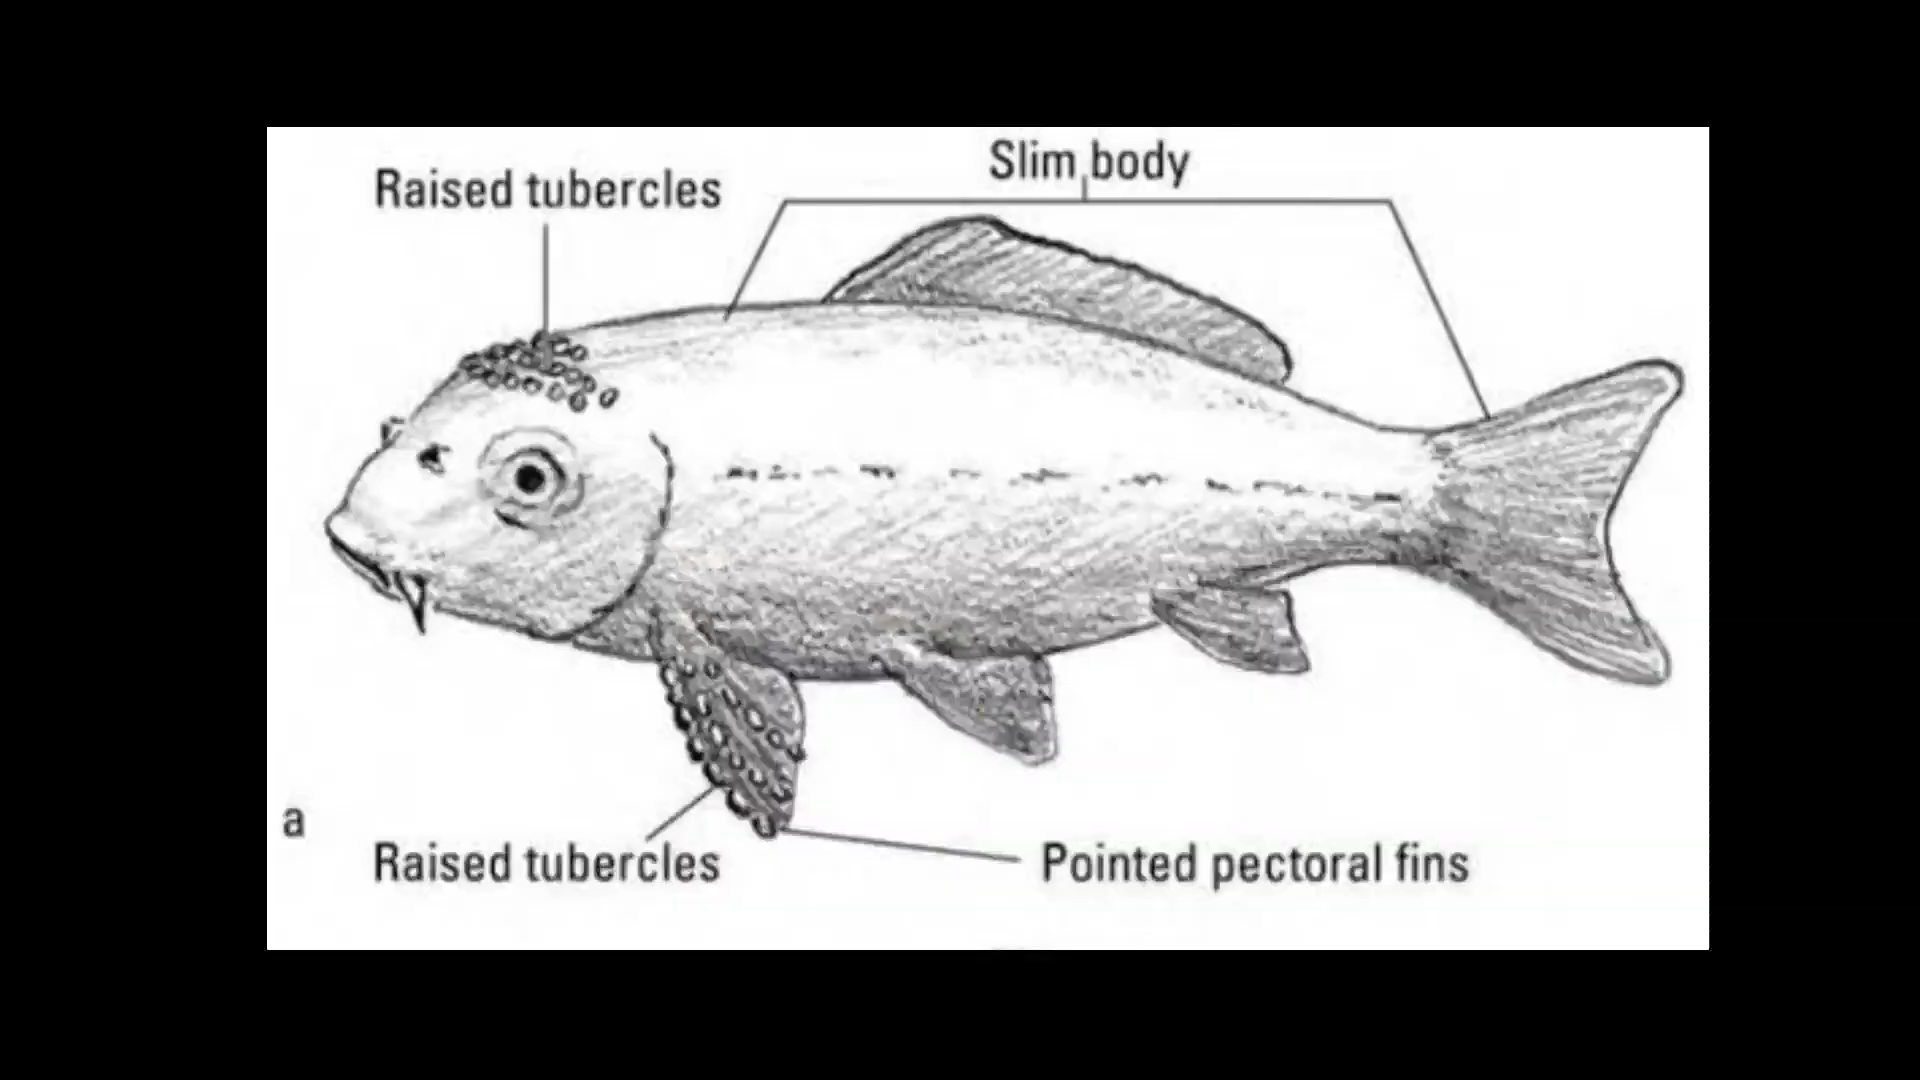 Slim body
Raised tubercles
a
Raised tubercles
Pointed pectoral fins